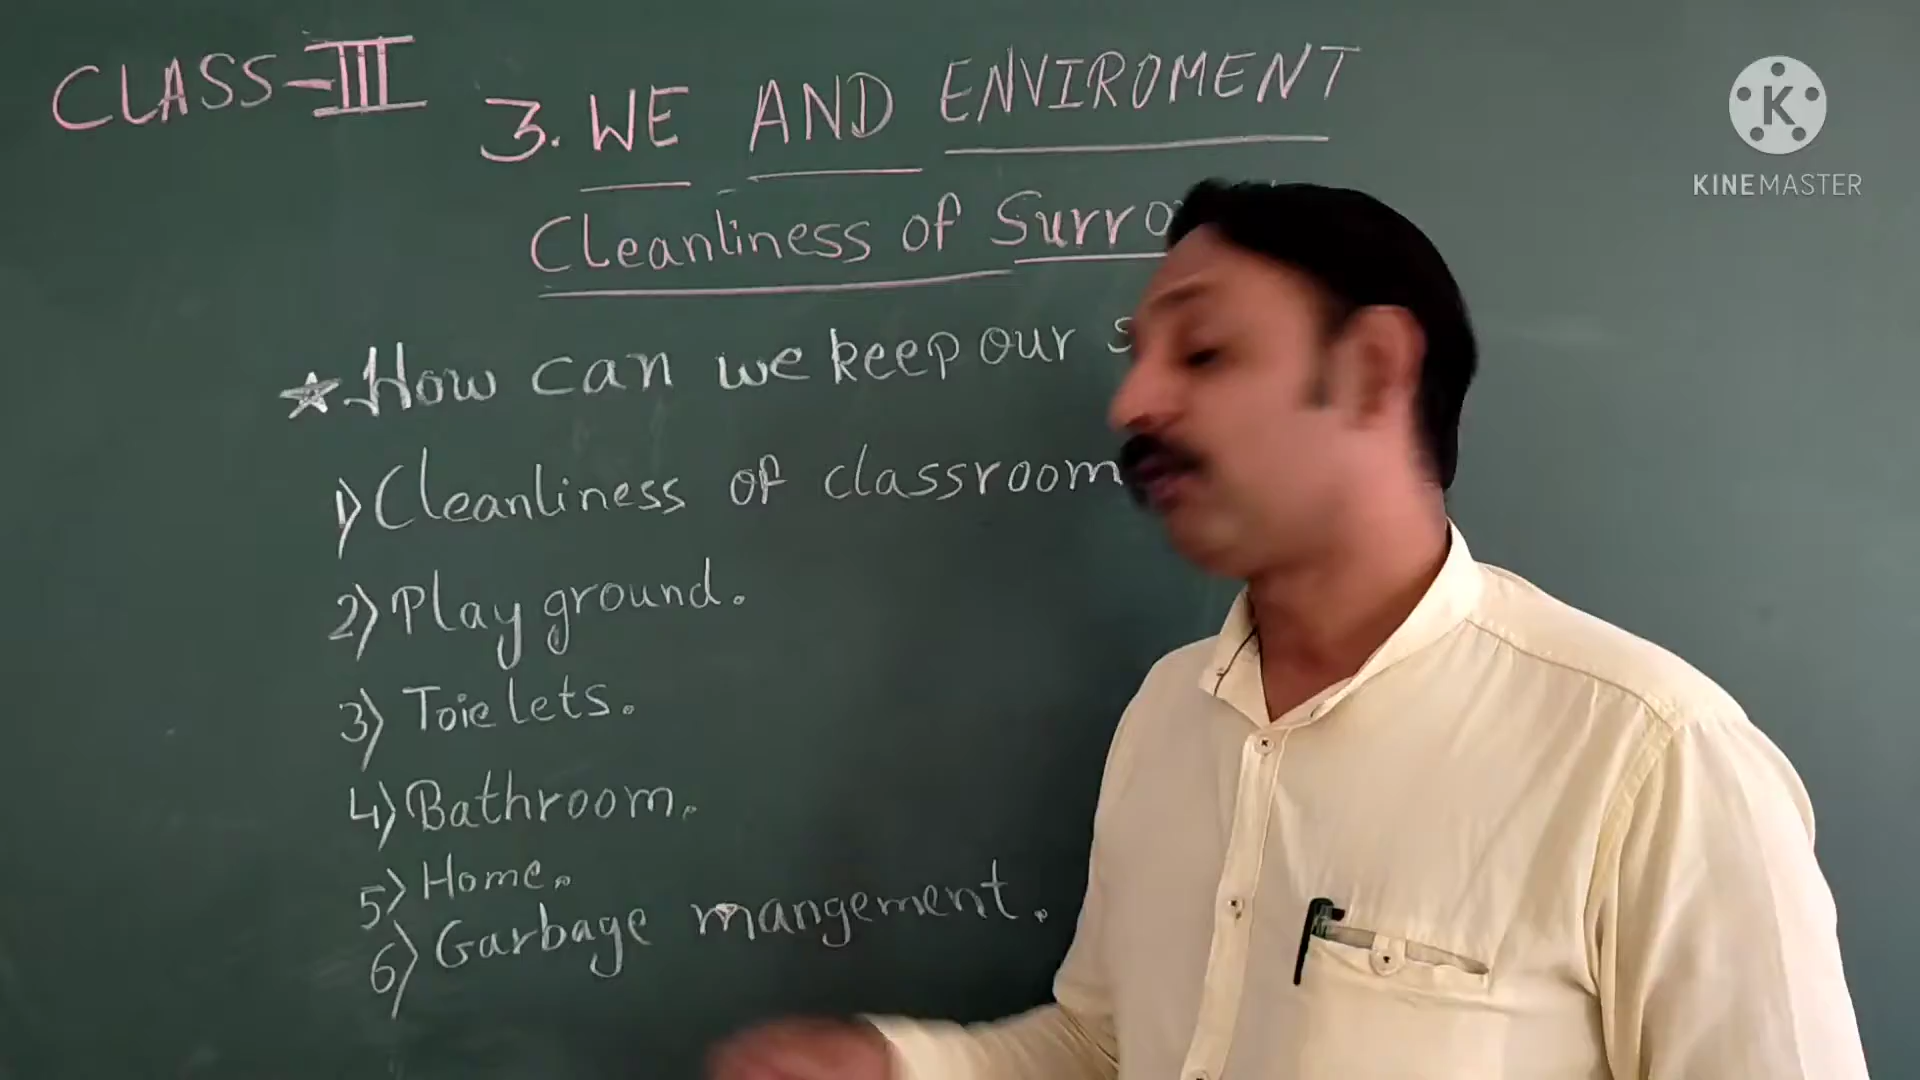 CLASS-III
3. WE AND ENVIROMENT
Cleanliness of
How can we keep our
1) Cleanliness of classroom
2) Play ground.
3) Toielets.
4) Bathroom.
5) Home.
6) Garbage mangement.
K
KINEMASTER